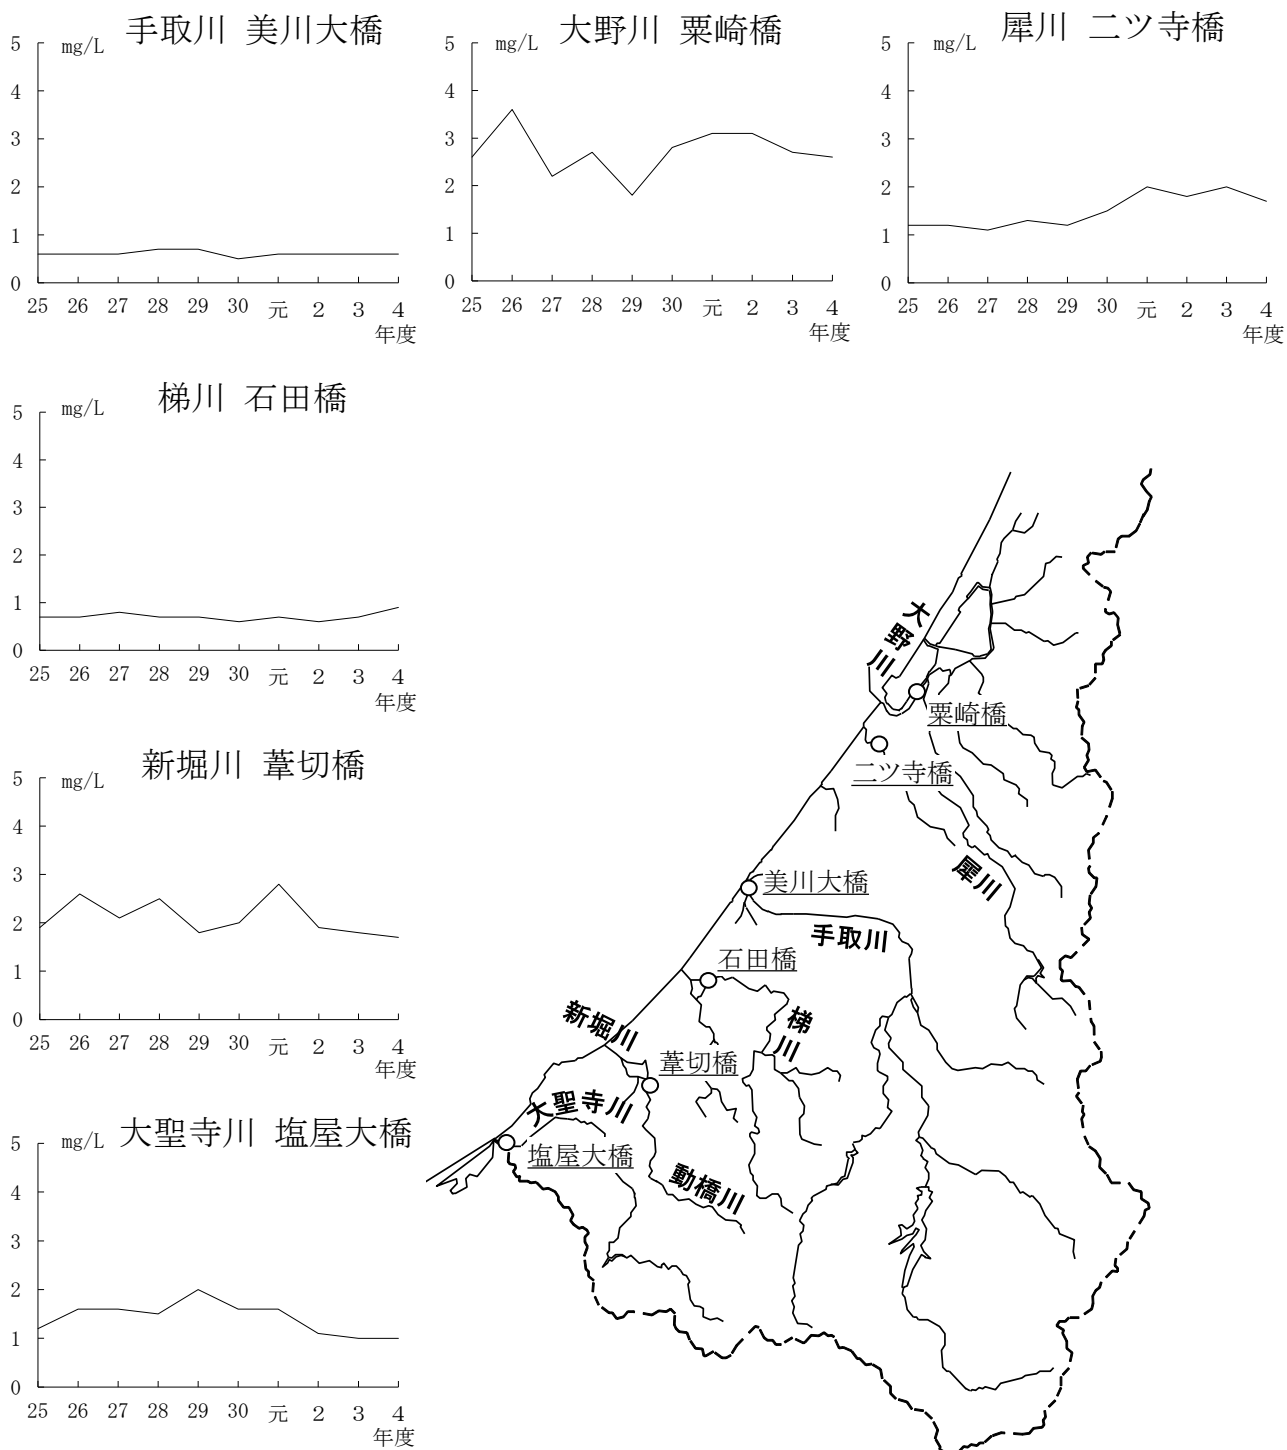 手取川 美川大橋
mg/L
5
4
3
2
1
0
25 26 27 28 29 30 元 2 3 4
年度
大野川 粟崎橋
mg/L
5
4
3
2
1
0
25 26 27 28 29 30 元 2 3 4
年度
犀川 二ツ寺橋
mg/L
5
4
3
2
1
0
25 26 27 28 29 30 元 2 3 4
年度
梯川 石田橋
mg/L
5
4
3
2
1
0
25 26 27 28 29 30 元 2 3 4
年度
新堀川 葦切橋
mg/L
5
4
3
2
1
0
25 26 27 28 29 30 元 2 3 4
年度
大聖寺川 塩屋大橋
mg/L
5
4
3
2
1
0
25 26 27 28 29 30 元 2 3 4
年度
大野川
粟崎橋
二ツ寺橋
犀川
美川大橋
手取川
石田橋
梯川
新堀川
葦切橋
大聖寺川
塩屋大橋
動橋川